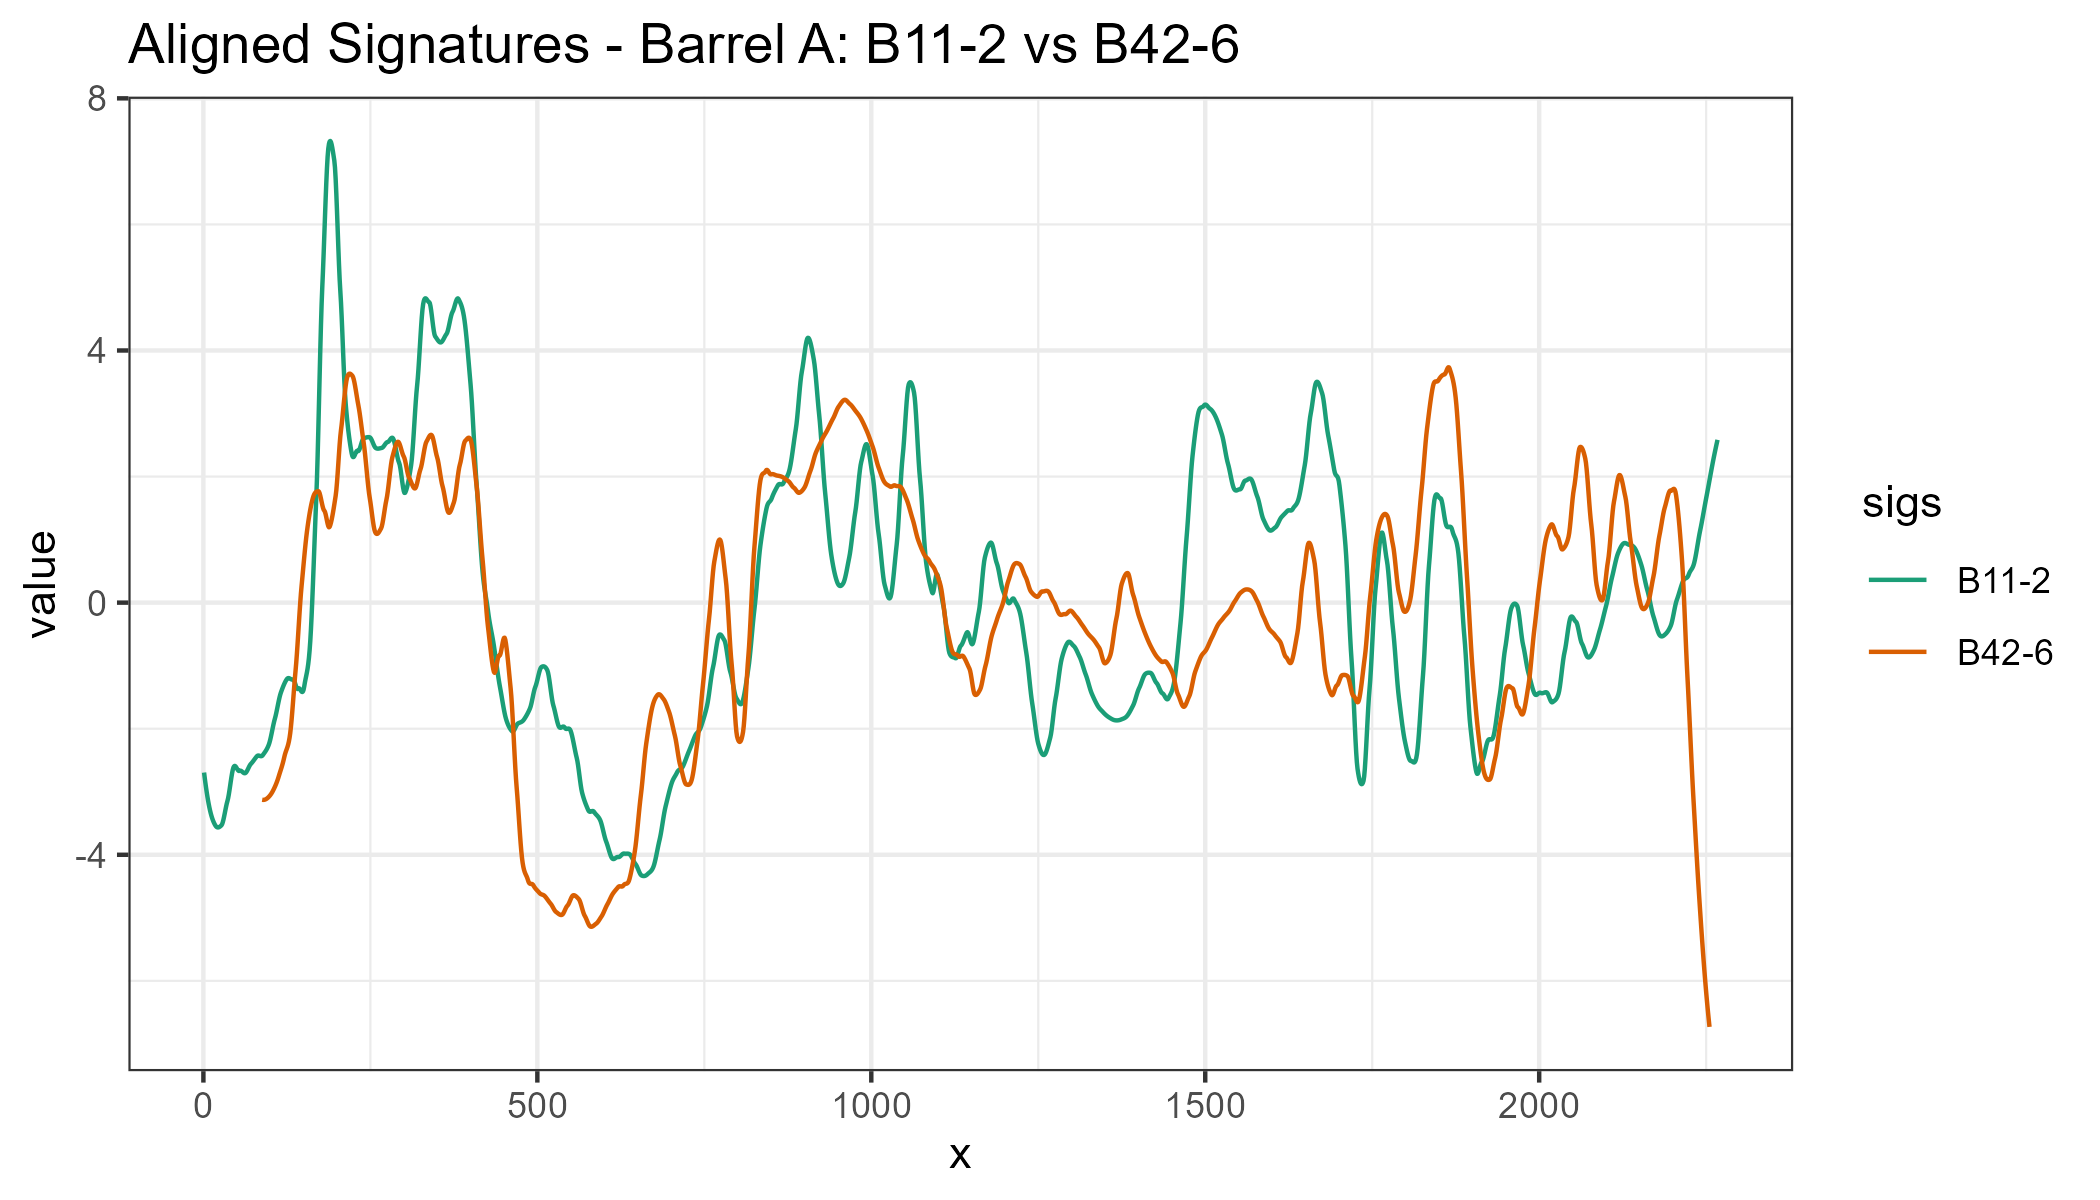 Aligned Signatures - Barrel A: B11-2 vs B42-6
8
4
0
-4
value
0 500 1000 1500 2000
x
sigs
B11-2
B42-6